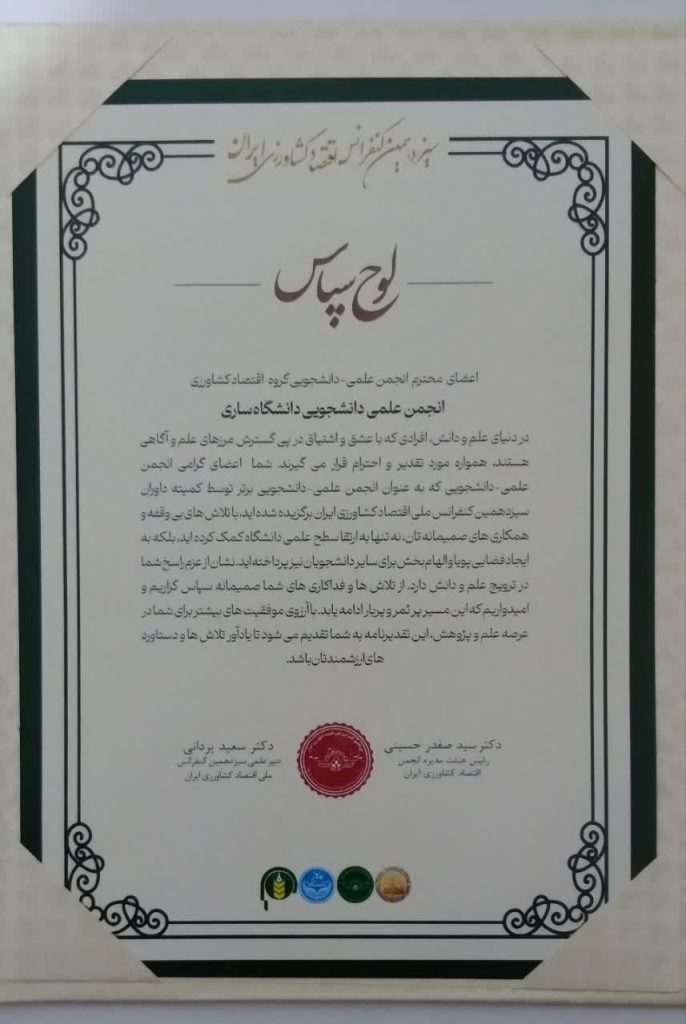 سیزدهمین کنفرانس اقتصاد کشاورزی ایران
لوح سپاس
اعضای محترم انجمن علمی-دانشجویی گروه اقتصاد کشاورزی
انجمن علمی دانشجویی دانشگاه ساری
در دنیای علم و دانش، افرادی که با عشق و اشتیاق در پی گسترش مرزهای علم و آگاهی
هستند، همواره مورد تقدیر و احترام قرار می گیرند. شما اعضای گرامی انجمن
علمی-دانشجویی که به عنوان انجمن علمی-دانشجویی برتر توسط کمیته داوران
سیزدهمین کنفرانس ملی اقتصاد کشاورزی ایران برگزیده شده اید، با تلاش های بی وقفه و
همکاری های صمیمانه تان، نه تنها به ارتقا سطح علمی دانشگاه کمک کرده اید، بلکه به
ایجاد فضایی پویا و الهام بخش برای سایر دانشجویان نیز پرداخته اید. نشان از عزم راسخ شما
در ترویج علم و دانش دارد. از تلاش ها و فداکاری های شما صمیمانه سپاس گزاریم و
امیدواریم که این مسیر پر ثمر و پربار ادامه یابد. با آرزوی موفقیت های بیشتر برای شما در
عرصه علم و پژوهش، این تقدیرنامه به شما تقدیم می شود تا یادآور تلاش ها و دستاورد
های ارزشمندتان باشد.
دکتر سید صفدر حسینی
رئیس هیئت مدیره انجمن
اقتصاد کشاورزی ایران
دکتر سعید یزدانی
دبیر علمی سیزدهمین کنفرانس
ملی اقتصاد کشاورزی ایران